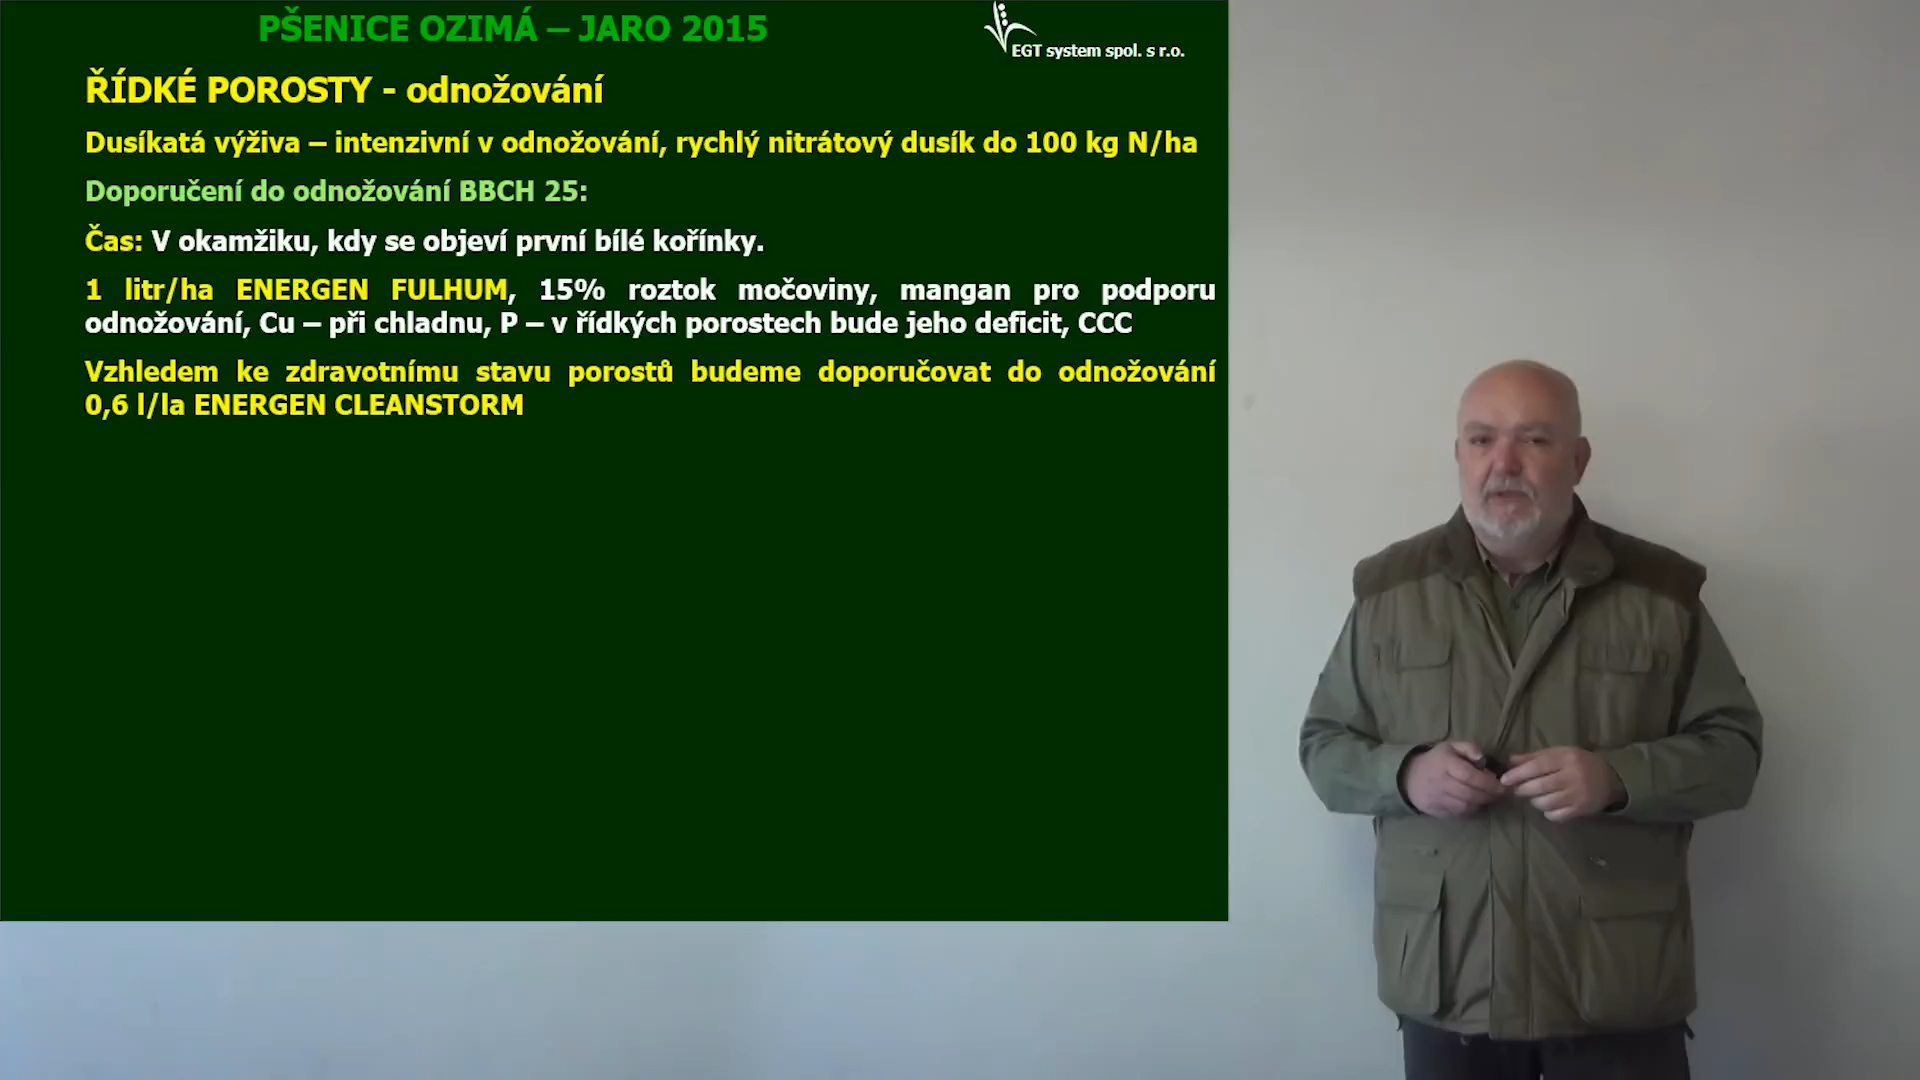 PŠENICE OZIMÁ – JARO 2015
EGT system spol. s r.o.
ŘÍDKÉ POROSTY - odnožování
Dusíkatá výživa – intenzivní v odnožování, rychlý nitrátový dusík do 100 kg N/ha
Doporučení do odnožování BBCH 25:
Čas: V okamžiku, kdy se objeví první bílé kořínky.
1 litr/ha ENERGEN FULHUM, 15% roztok močoviny, mangan pro podporu
odnožování, Cu – při chladnu, P – v řídkých porostech bude jeho deficit, CCC
Vzhledem ke zdravotnímu stavu porostů budeme doporučovat do odnožování
0,6 l/la ENERGEN CLEANSTORM